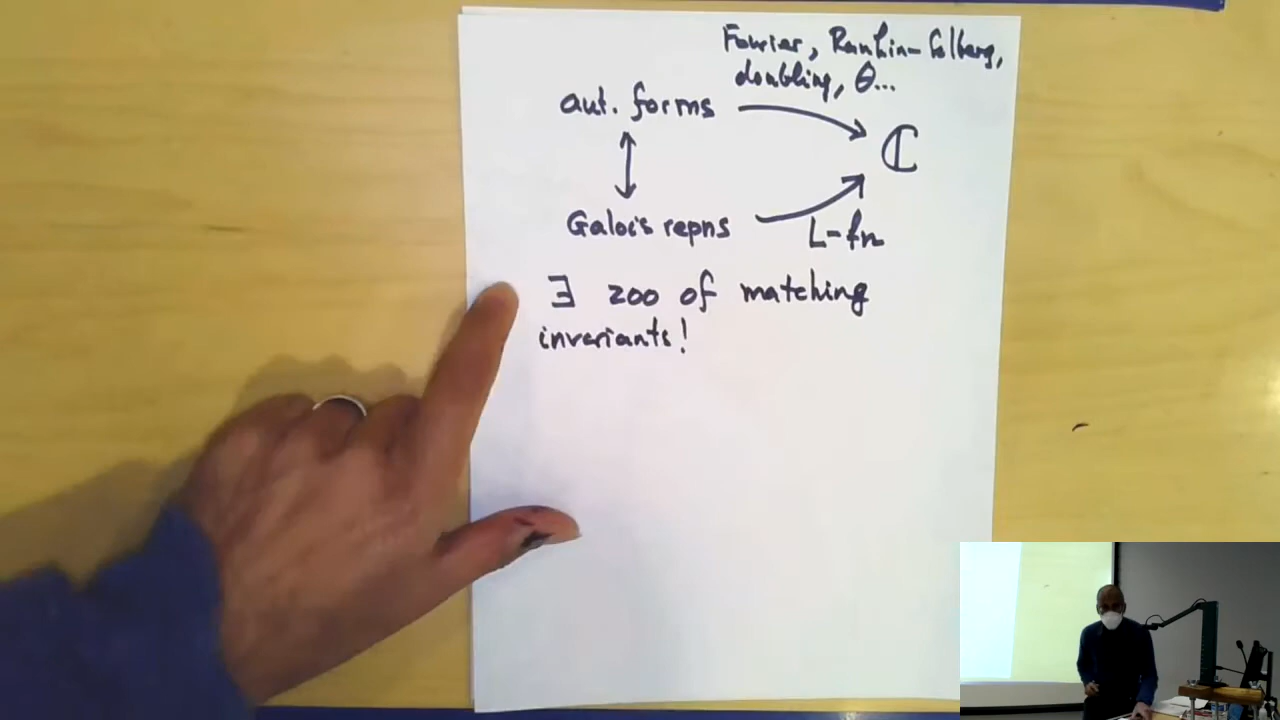 Fourier, Rankin-Selberg,
doubling, θ...
aut. forms
ℂ
Galois repns
L-fn
∃ zoo of matching
invariants!